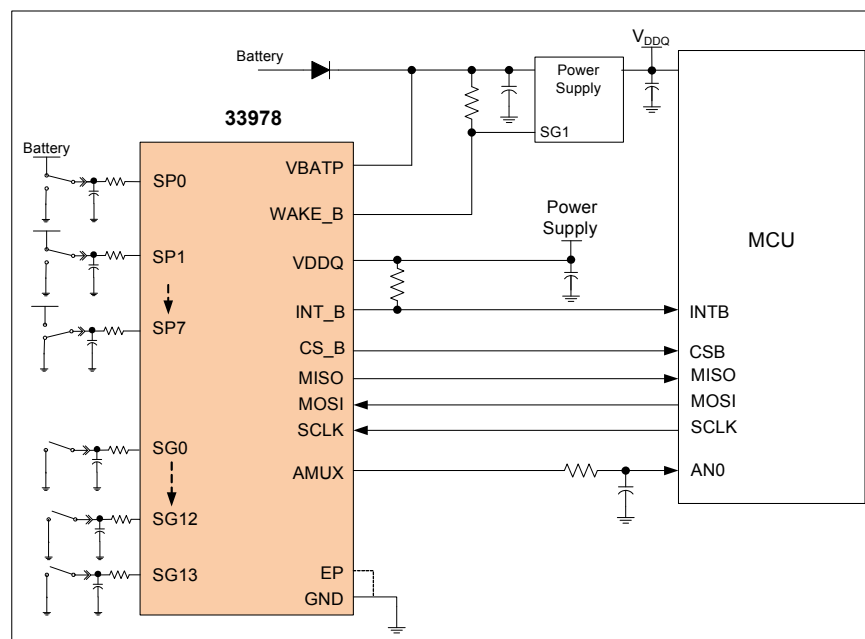 Battery
Power
Supply
SG1
V_DDQ
33978
Battery
SP0
SP1
SP7
SG0
SG12
SG13
VBATP
WAKE_B
VDDQ
INT_B
CS_B
MISO
MOSI
SCLK
AMUX
EP
GND
Power
Supply
MCU
INTB
CSB
MISO
MOSI
SCLK
AN0